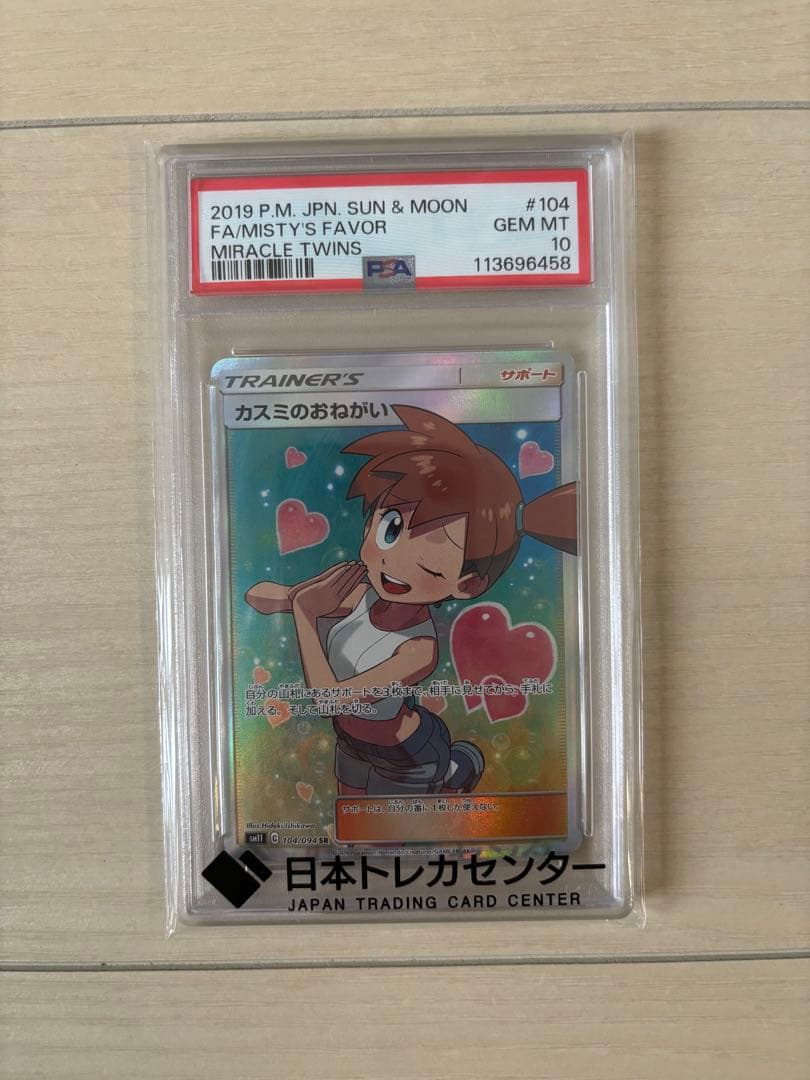 2019 P.M. JPN. SUN & MOON #104
FA/MISTY'S FAVOR GEM MT
MIRACLE TWINS 10
PSA 113696458
TRAINER'S サポート
カスミのおねがい
自分の山札にあるサポートを3枚まで、相手に見せてから、手札に
加える。そして山札を切る。
サポートは、自分の番に1枚しか使えない。
Illus. Hideki Ishikawa
SM11 C 104/094 SR
日本トレカセンター
JAPAN TRADING CARD CENTER